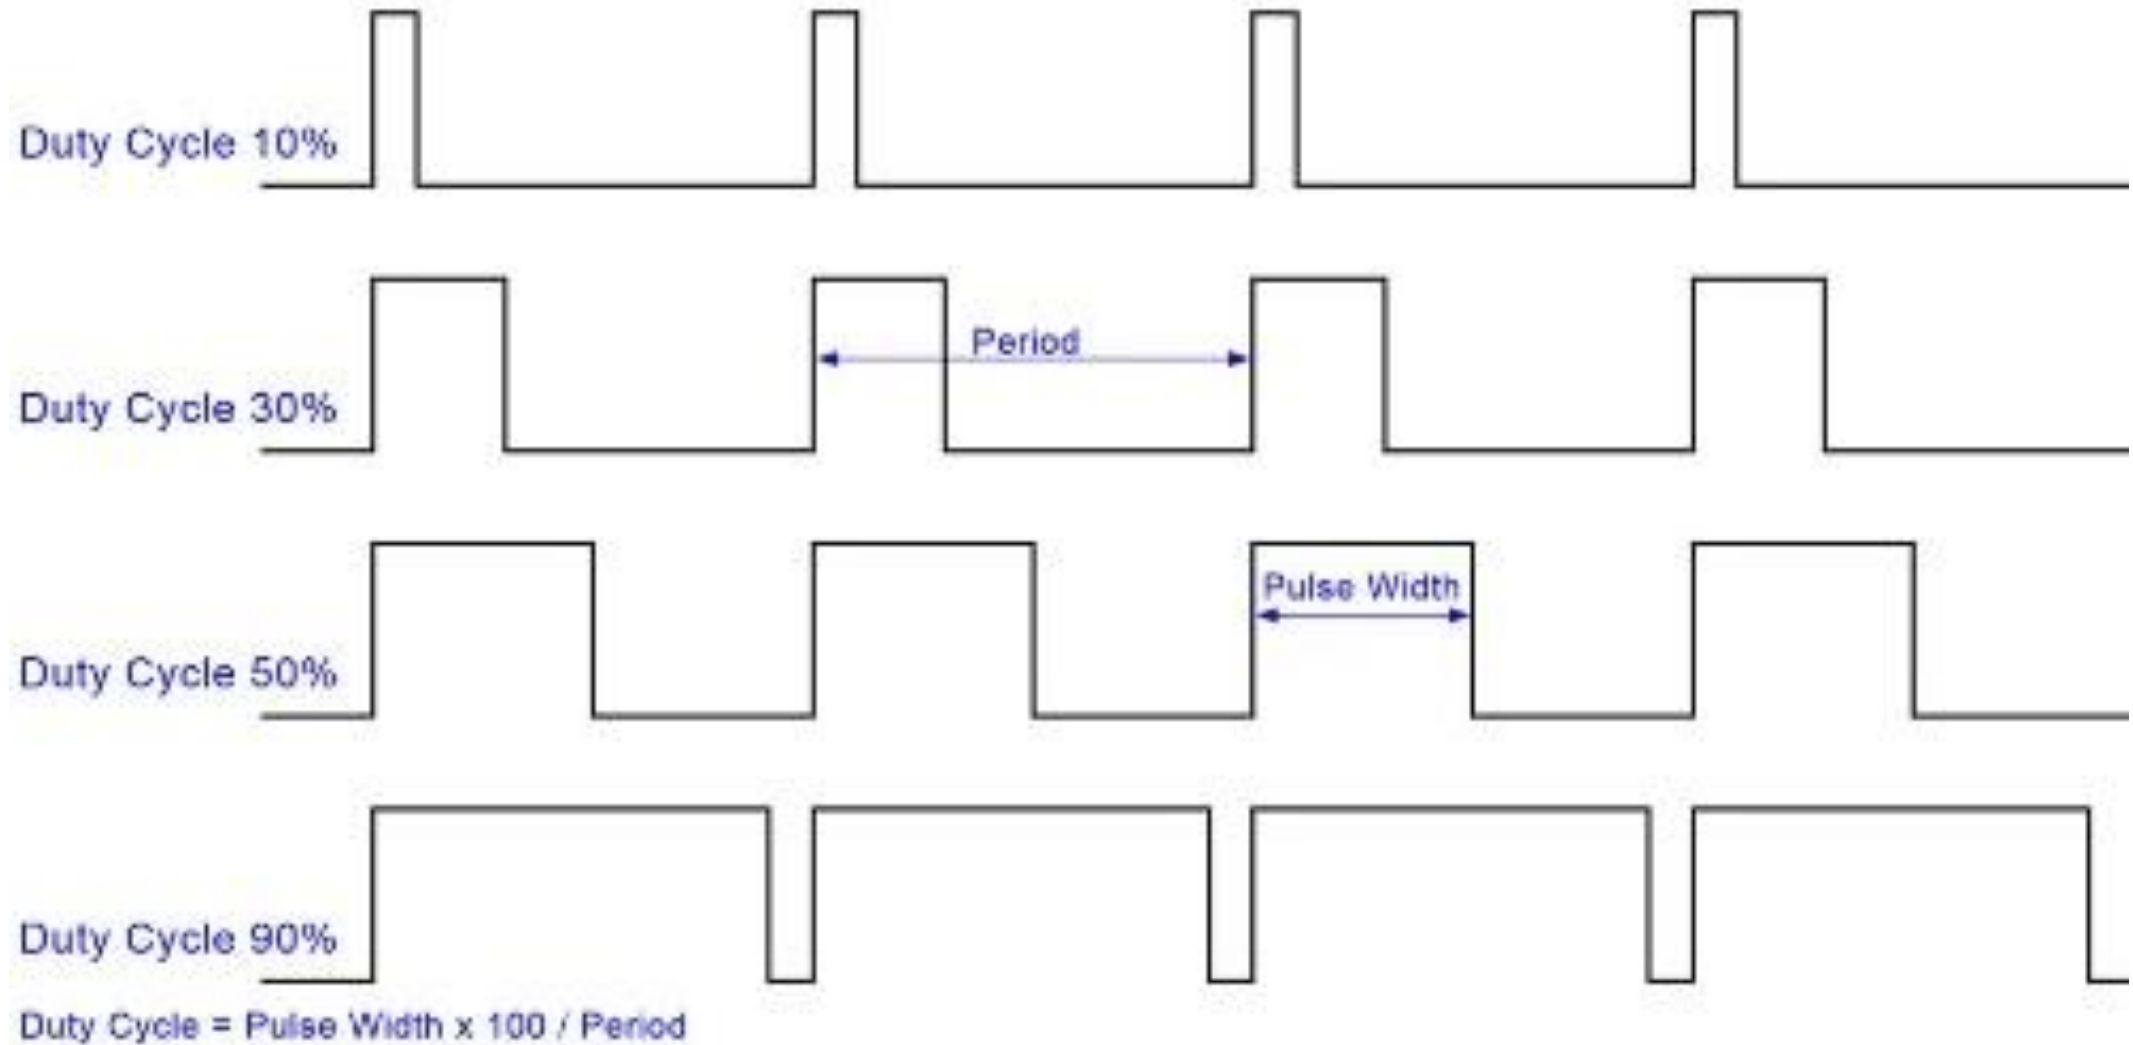 Duty Cycle 10%
Period
Duty Cycle 30%
Pulse Width
Duty Cycle 50%
Duty Cycle 90%
Duty Cycle = Pulse Width x 100 / Period